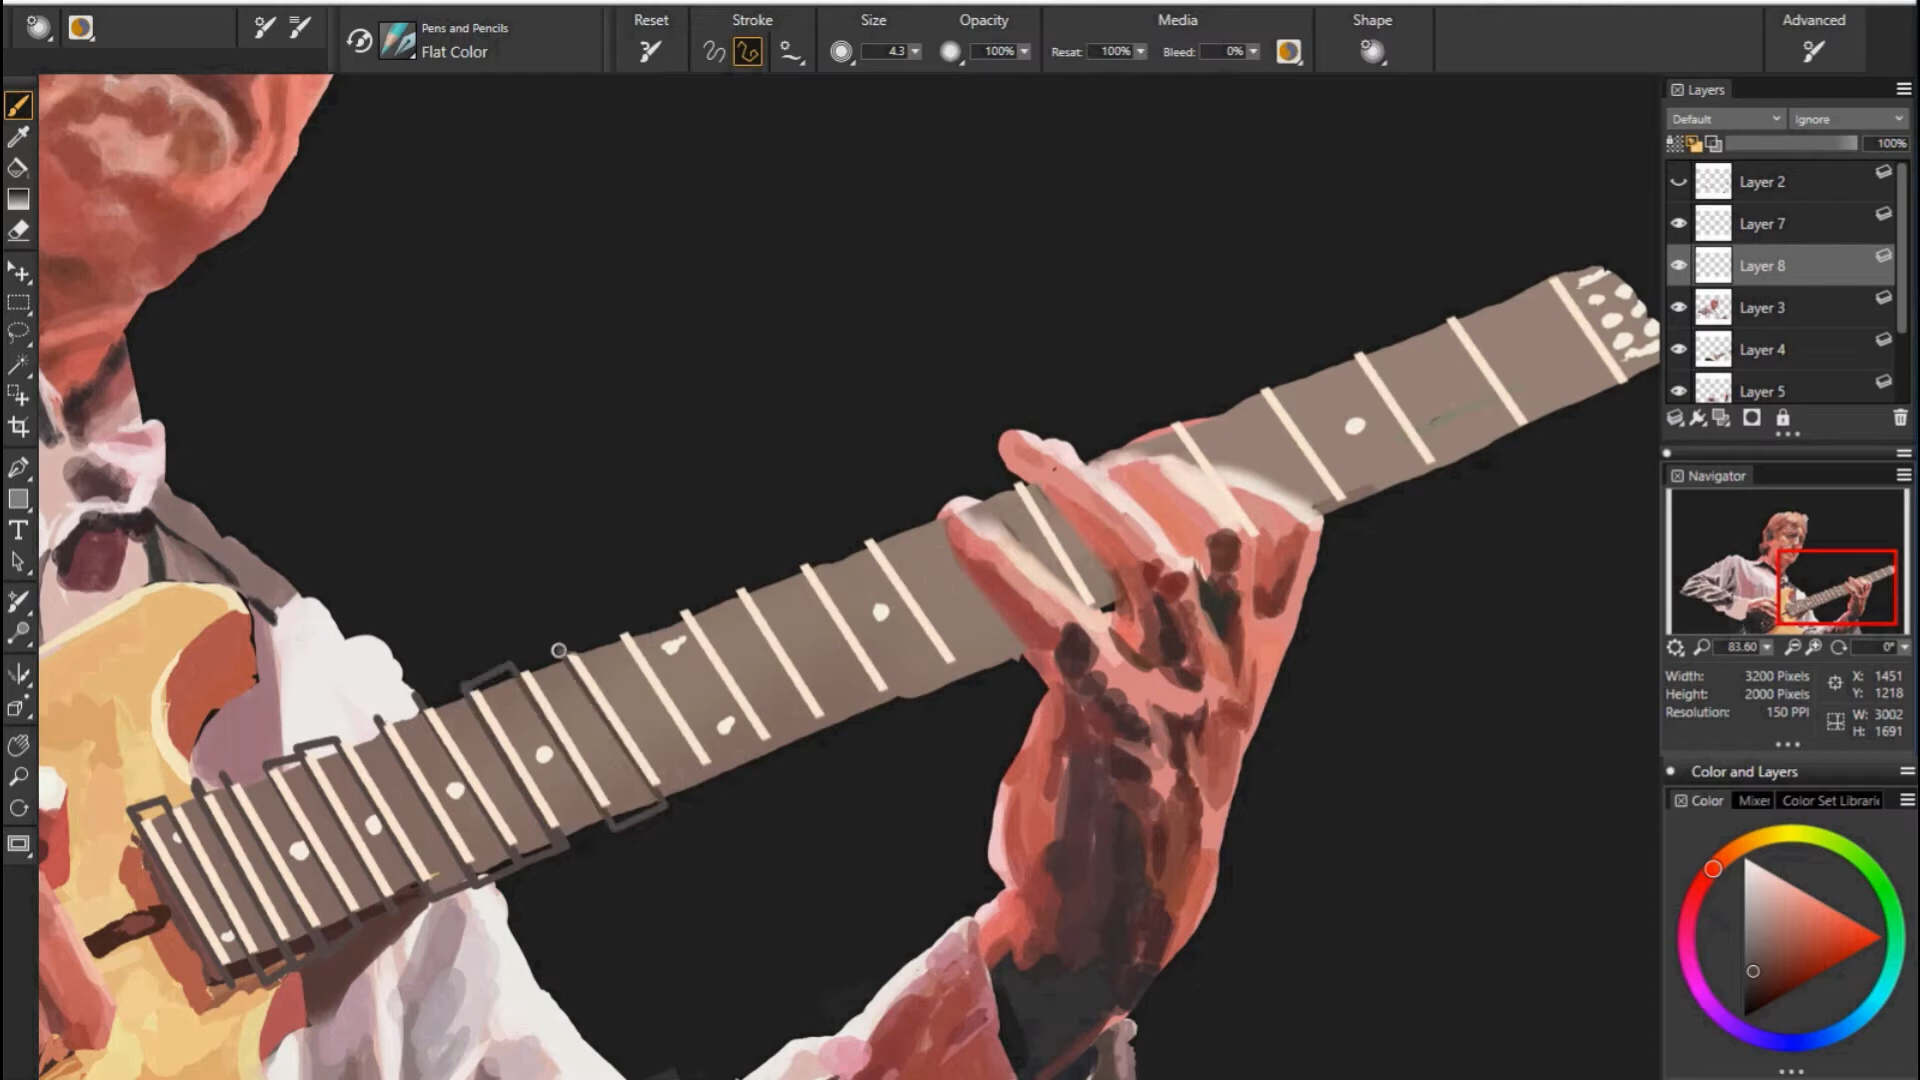 Reset
Stroke
Size
Opacity
Media
Shape
Advanced
Pens and Pencils
Flat Color
4.3
100%
Resat: 100%
Bleed: 0%
Layers
Default
Ignore
100%
Layer 2
Layer 7
Layer 8
Layer 3
Layer 4
Layer 5
Navigator
83.60
0°
Width: 3200 Pixels
Height: 2000 Pixels
Resolution: 150 PPI
X: 1451
Y: 1218
W: 3002
H: 1691
Color and Layers
Color
Mixer
Color Set Librari